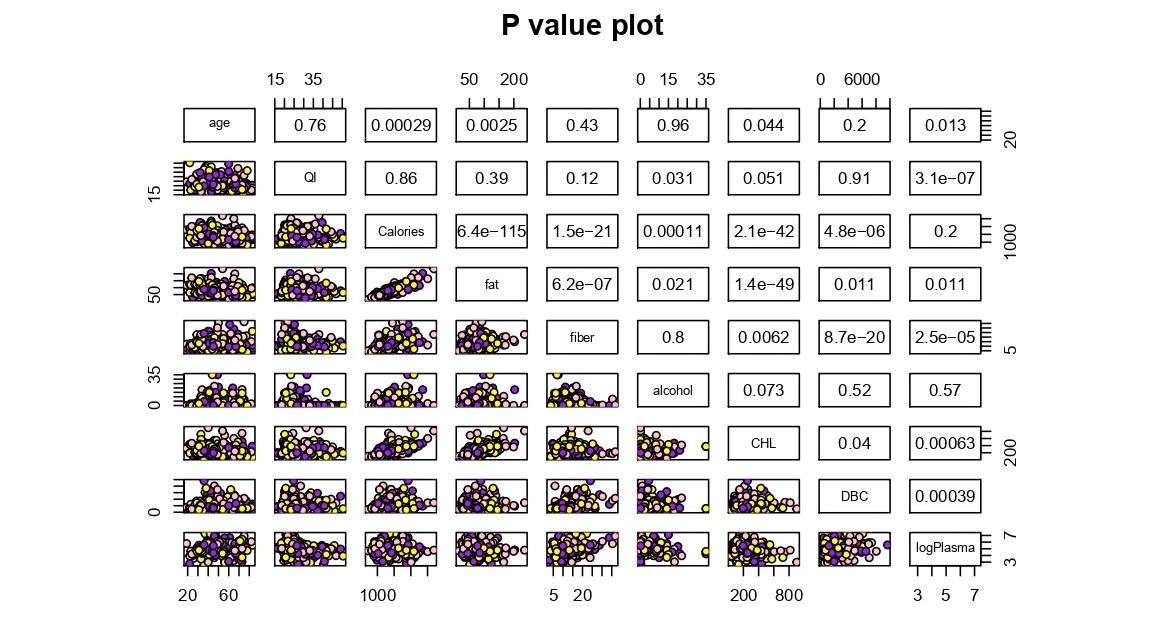 P value plot
15 35 50 200 0 15 35 0 6000
age 0.76 0.00029 0.0025 0.43 0.96 0.044 0.2 0.013 20
15 QI 0.86 0.39 0.12 0.031 0.051 0.91 3.1e−07
Calories 6.4e−115 1.5e−21 0.00011 2.1e−42 4.8e−06 0.2 1000
50 fat 6.2e−07 0.021 1.4e−49 0.011 0.011
fiber 0.8 0.0062 8.7e−20 2.5e−05 5
0 35 alcohol 0.073 0.52 0.57
CHL 0.04 0.00063 200
0 DBC 0.00039
logPlasma 3 7
20 60 1000 5 20 200 800 3 5 7